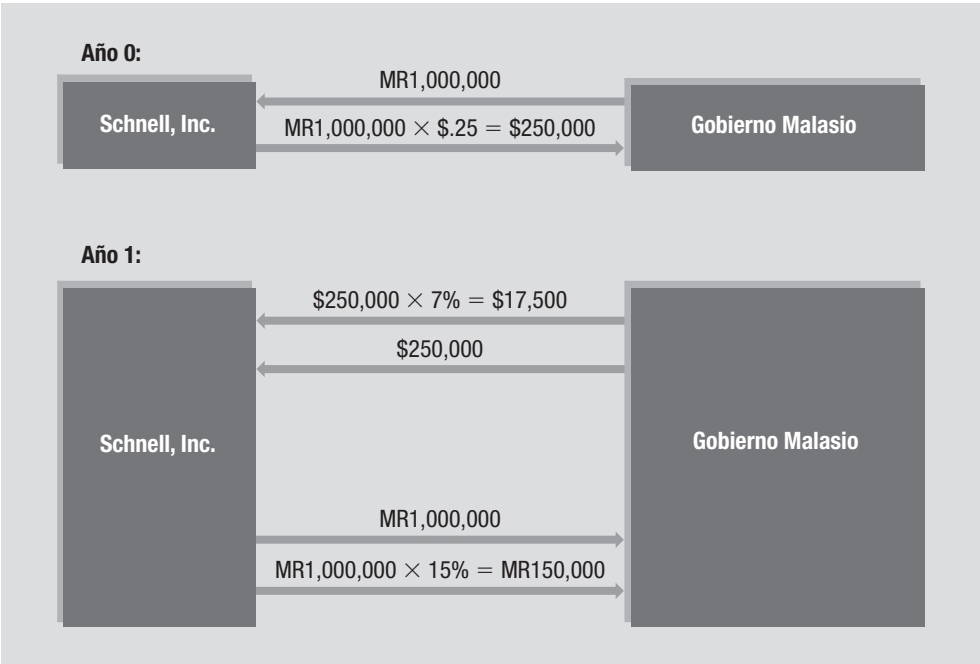 Año 0:
MR1,000,000
Schnell, Inc.
MR1,000,000 × $.25 = $250,000
Gobierno Malasio
Año 1:
$250,000 × 7% = $17,500
$250,000
Schnell, Inc.
Gobierno Malasio
MR1,000,000
MR1,000,000 × 15% = MR150,000